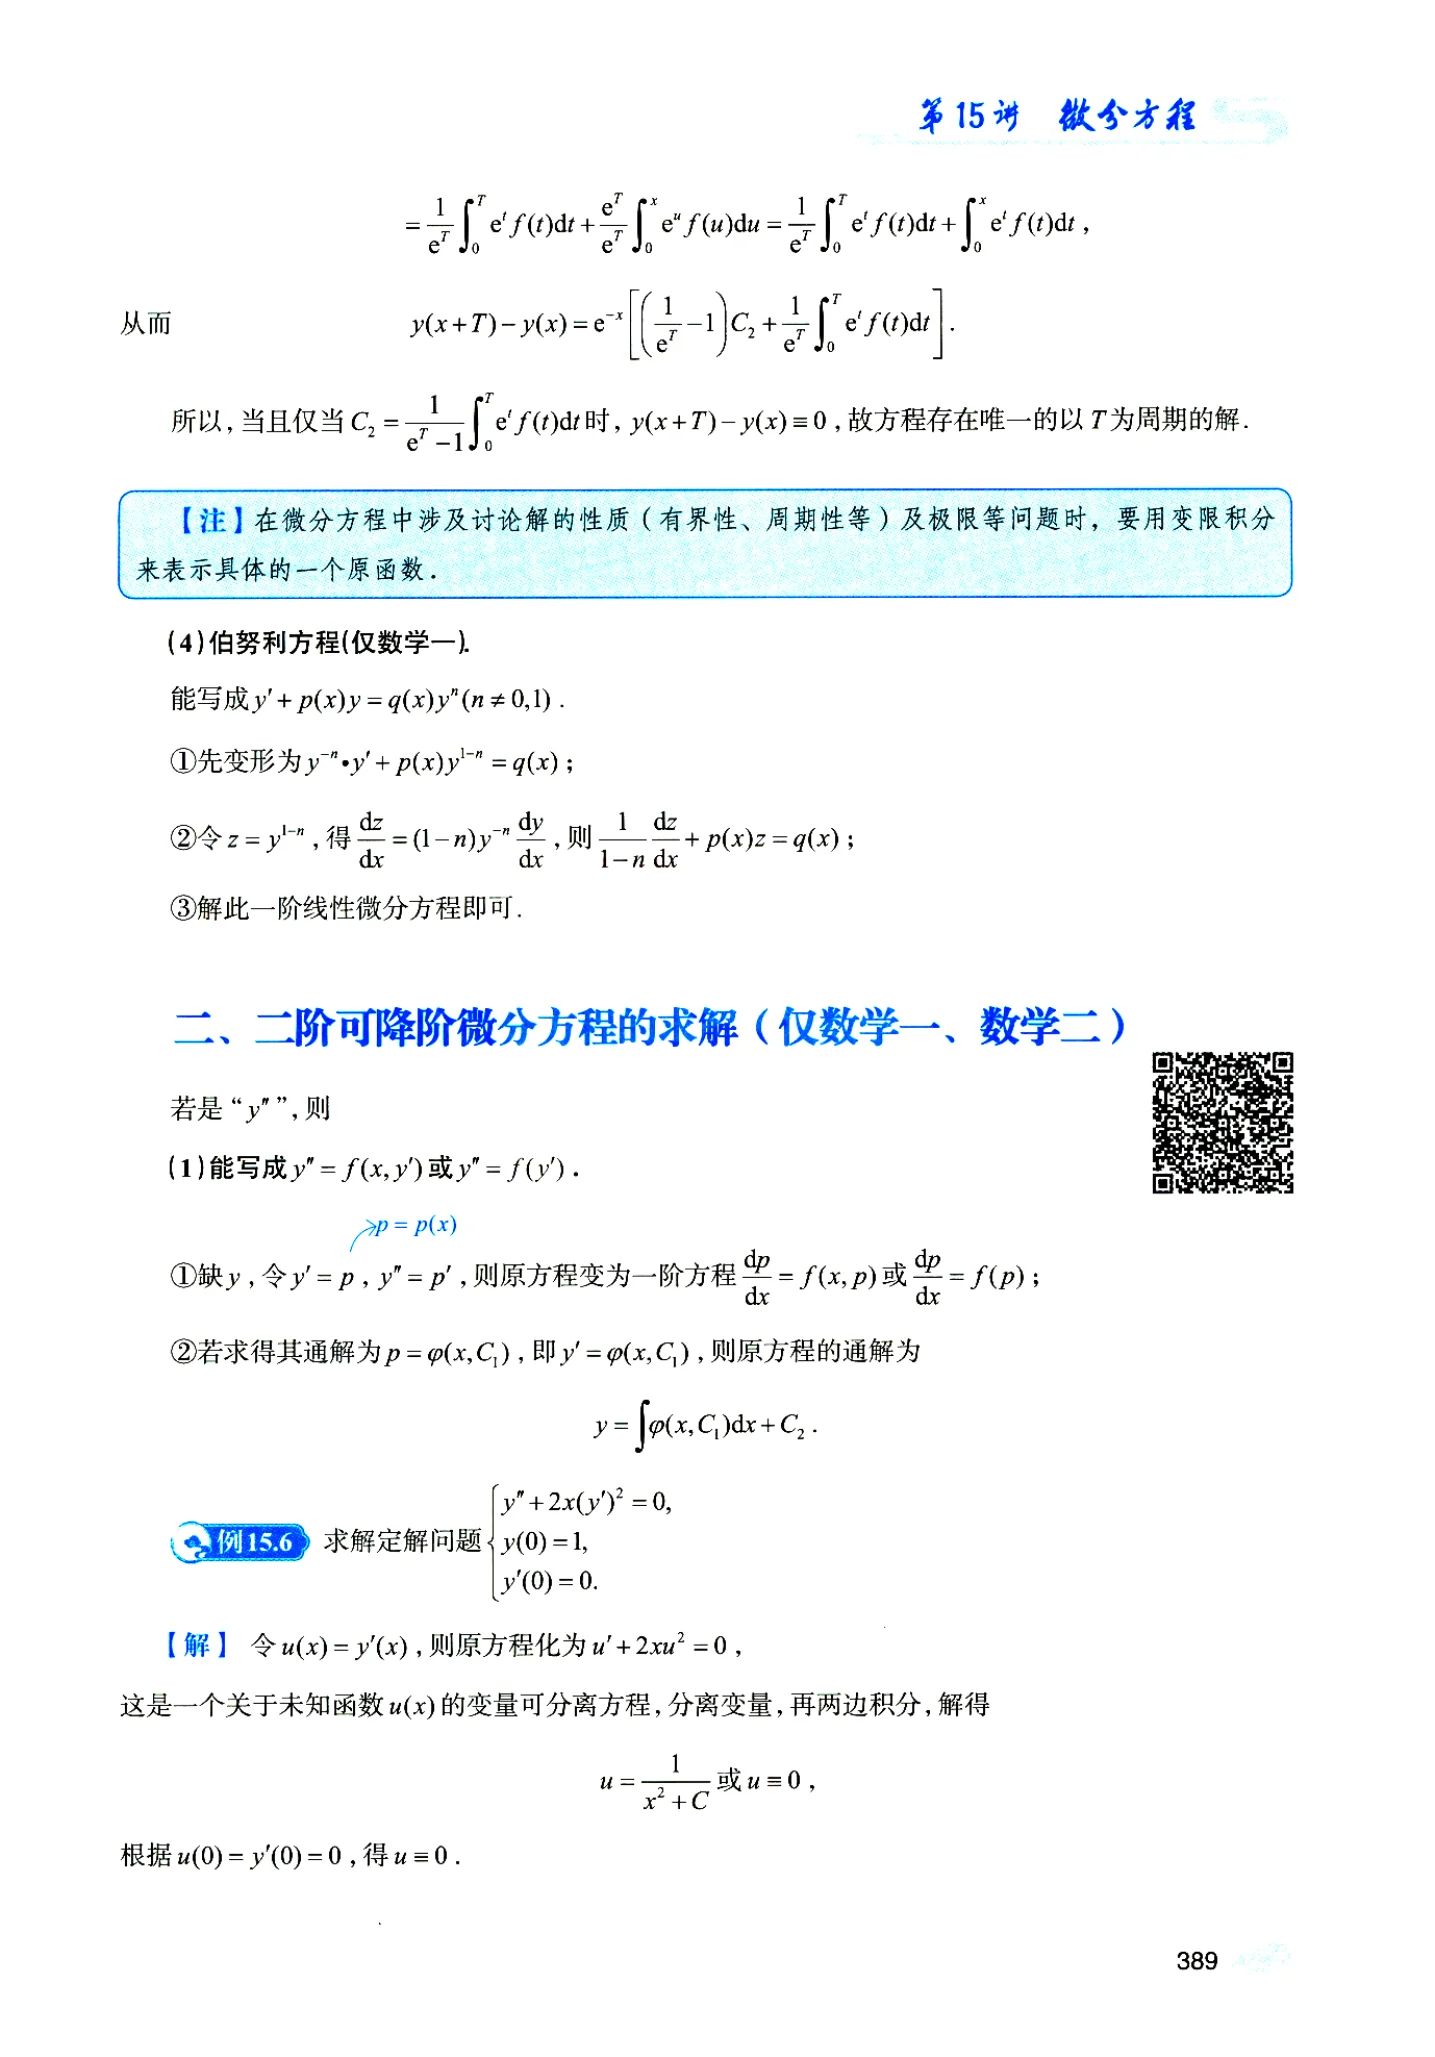 第15讲 微分方程
$=\frac{1}{e^T}\int_0^T e^t f(t)dt+\frac{e^T}{e^T}\int_0^x e^u f(u)du=\frac{1}{e^T}\int_0^T e^t f(t)dt+\int_0^x e^t f(t)dt$,
从而 $y(x+T)-y(x)=e^{-x}\left[\left(\frac{1}{e^T}-1\right)C_2+\frac{1}{e^T}\int_0^T e^t f(t)dt\right]$.
所以,当且仅当$C_2=\frac{1}{e^T-1}\int_0^T e^t f(t)dt$时, $y(x+T)-y(x)\equiv 0$,故方程存在唯一的以$T$为周期的解.
【注】在微分方程中涉及讨论解的性质(有界性、周期性等)及极限等问题时,要用变限积分
来表示具体的一个原函数.
(4)伯努利方程(仅数学一).
能写成$y'+p(x)y=q(x)y^n(n\neq 0,1)$.
①先变形为$y^{-n}\cdot y'+p(x)y^{1-n}=q(x)$;
②令$z=y^{1-n}$,得$\frac{dz}{dx}=(1-n)y^{-n}\frac{dy}{dx}$,则$\frac{1}{1-n}\frac{dz}{dx}+p(x)z=q(x)$;
③解此一阶线性微分方程即可.
二、二阶可降阶微分方程的求解(仅数学一、数学二)
若是“$y''$”,则
(1)能写成$y''=f(x,y')$或$y''=f(y')$.
$p=p(x)$
①缺$y$,令$y'=p$, $y''=p'$,则原方程变为一阶方程$\frac{dp}{dx}=f(x,p)$或$\frac{dp}{dx}=f(p)$;
②若求得其通解为$p=\varphi(x,C_1)$,即$y'=\varphi(x,C_1)$,则原方程的通解为
$y=\int\varphi(x,C_1)dx+C_2$.
例15.6 求解定解问题$\begin{cases}y''+2x(y')^2=0,\\y(0)=1,\\y'(0)=0.\end{cases}$
【解】 令$u(x)=y'(x)$,则原方程化为$u'+2xu^2=0$,
这是一个关于未知函数$u(x)$的变量可分离方程,分离变量,再两边积分,解得
$u=\frac{1}{x^2+C}$或$u\equiv 0$,
根据$u(0)=y'(0)=0$,得$u\equiv 0$.
389